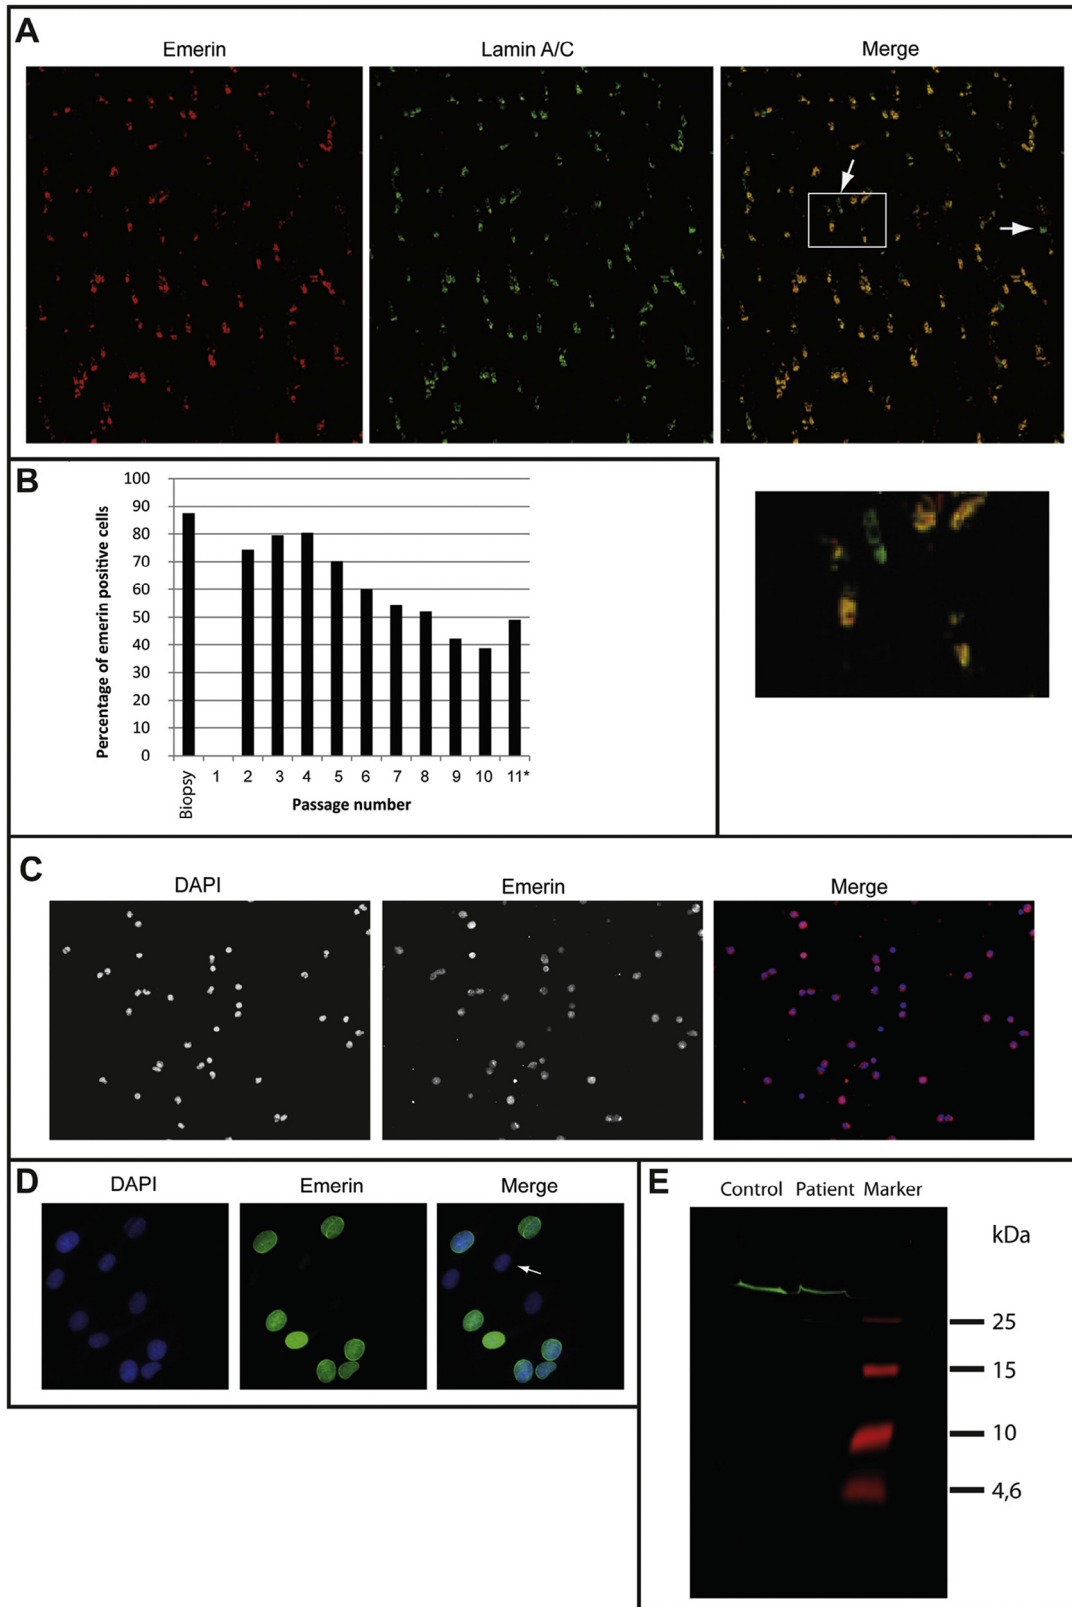 A
Emerin Lamin A/C Merge
B
Percentage of emerin positive cells
100
90
80
70
60
50
40
30
20
10
0
Biopsy 1 2 3 4 5 6 7 8 9 10 11*
Passage number
C
DAPI Emerin Merge
D
DAPI Emerin Merge
E
Control Patient Marker
kDa
25
15
10
4,6